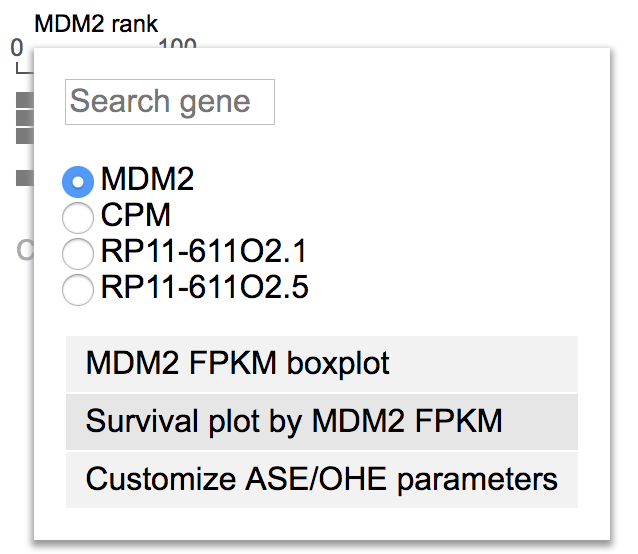 MDM2 rank
0 100
Search gene
MDM2
CPM
RP11-611O2.1
RP11-611O2.5
MDM2 FPKM boxplot
Survival plot by MDM2 FPKM
Customize ASE/OHE parameters